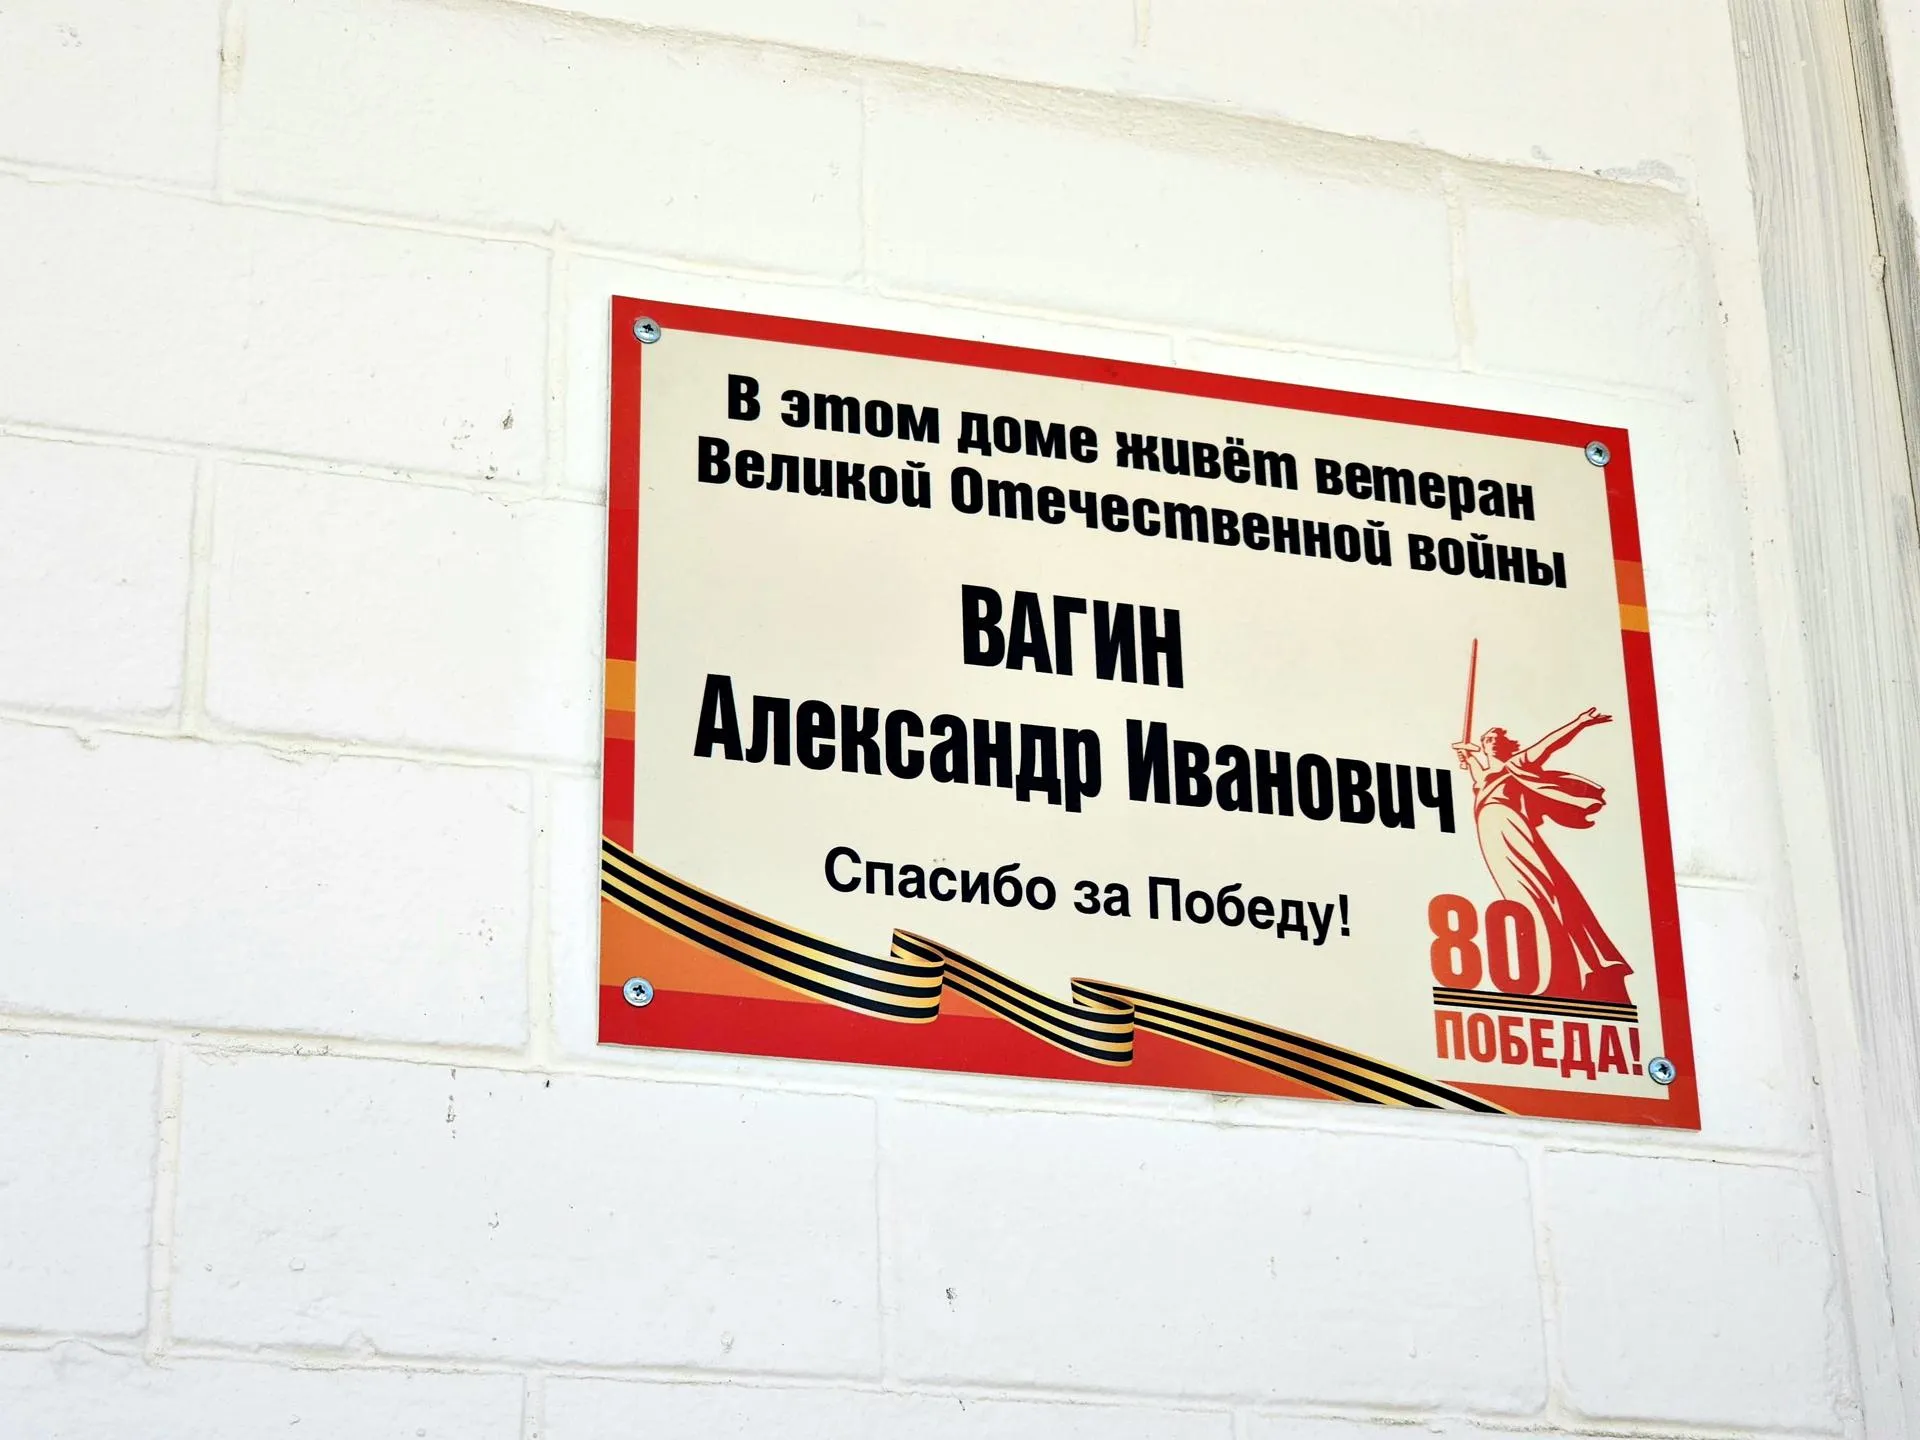 В этом доме живёт ветеран
Великой Отечественной войны
ВАГИН
Александр Иванович
Спасибо за Победу!
80
ПОБЕДА!